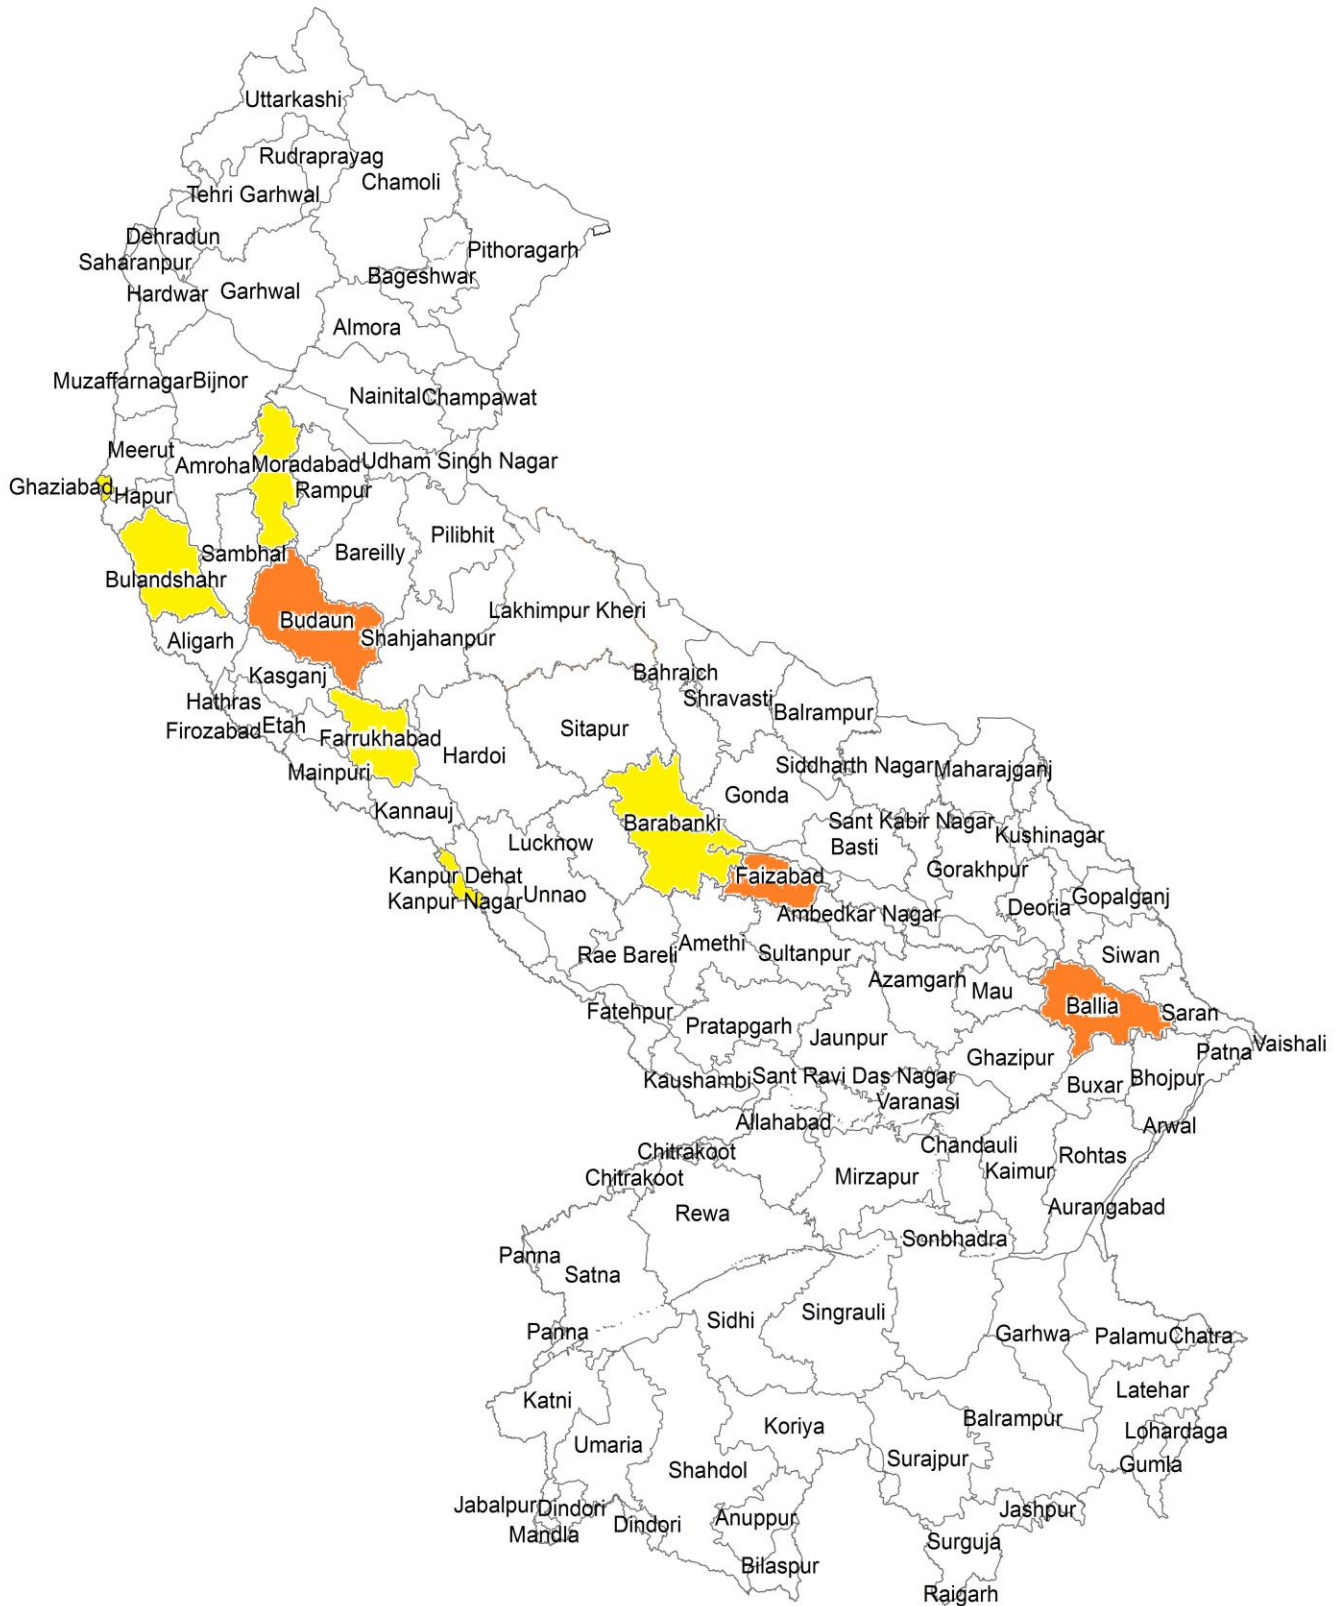 Uttarkashi
Rudraprayag
Chamoli
Tehri Garhwal
Dehradun
Pithoragarh
Saharanpur
Bageshwar
Hardwar
Garhwal
Almora
Muzaffarnagar
Bijnor
Nainital
Champawat
Meerut
Amroha
Moradabad
Udham Singh Nagar
Ghaziabad
Hapur
Rampur
Pilibhit
Sambhal
Bareilly
Bulandshahr
Lakhimpur Kheri
Budaun
Aligarh
Shahjahanpur
Kasganj
Bahraich
Shravasti
Hathras
Balrampur
Firozabad
Etah
Farrukhabad
Sitapur
Hardoi
Mainpuri
Siddharth Nagar
Maharajganj
Gonda
Kannauj
Barabanki
Sant Kabir Nagar
Kushinagar
Lucknow
Basti
Gorakhpur
Kanpur Dehat
Faizabad
Kanpur Nagar
Unnao
Gopalganj
Deoria
Ambedkar Nagar
Rae Bareli
Amethi
Sultanpur
Siwan
Azamgarh
Mau
Fatehpur
Ballia
Saran
Pratapgarh
Jaunpur
Vaishali
Ghazipur
Patna
Kaushambi
Sant Ravi Das Nagar
Buxar
Bhojpur
Varanasi
Allahabad
Arwal
Chitrakoot
Chandauli
Rohtas
Chitrakoot
Mirzapur
Kaimur
Rewa
Aurangabad
Sonbhadra
Panna
Satna
Sidhi
Singrauli
Panna
Garhwa
Palamu
Chatra
Latehar
Katni
Koriya
Balrampur
Lohardaga
Umaria
Surajpur
Gumla
Shahdol
Jabalpur
Dindori
Jashpur
Mandla
Dindori
Anuppur
Surguja
Bilaspur
Raigarh